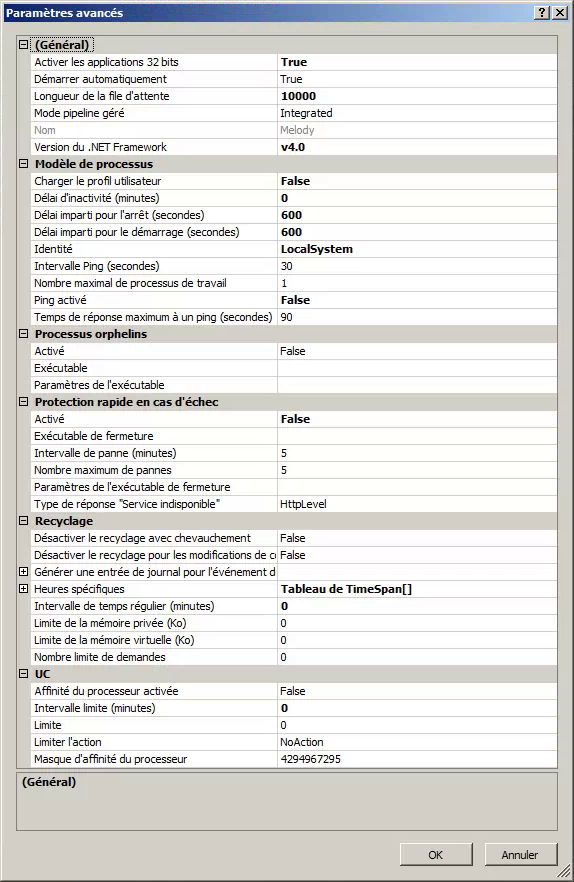 Paramètres avancés
(Général)
Activer les applications 32 bits True
Démarrer automatiquement True
Longueur de la file d'attente 10000
Mode pipeline géré Integrated
Nom Melody
Version du .NET Framework v4.0
Modèle de processus
Charger le profil utilisateur False
Délai d'inactivité (minutes) 0
Délai imparti pour l'arrêt (secondes) 600
Délai imparti pour le démarrage (secondes) 600
Identité LocalSystem
Intervalle Ping (secondes) 30
Nombre maximal de processus de travail 1
Ping activé False
Temps de réponse maximum à un ping (secondes) 90
Processus orphelins
Activé False
Exécutable
Paramètres de l'exécutable
Protection rapide en cas d'échec
Activé False
Exécutable de fermeture
Intervalle de panne (minutes) 5
Nombre maximum de pannes 5
Paramètres de l'exécutable de fermeture
Type de réponse "Service indisponible" HttpLevel
Recyclage
Désactiver le recyclage avec chevauchement False
Désactiver le recyclage pour les modifications de co False
Générer une entrée de journal pour l'événement d
Heures spécifiques Tableau de TimeSpan[]
Intervalle de temps régulier (minutes) 0
Limite de la mémoire privée (Ko) 0
Limite de la mémoire virtuelle (Ko) 0
Nombre limite de demandes 0
UC
Affinité du processeur activée False
Intervalle limite (minutes) 0
Limite 0
Limiter l'action NoAction
Masque d'affinité du processeur 4294967295
(Général)
OK Annuler